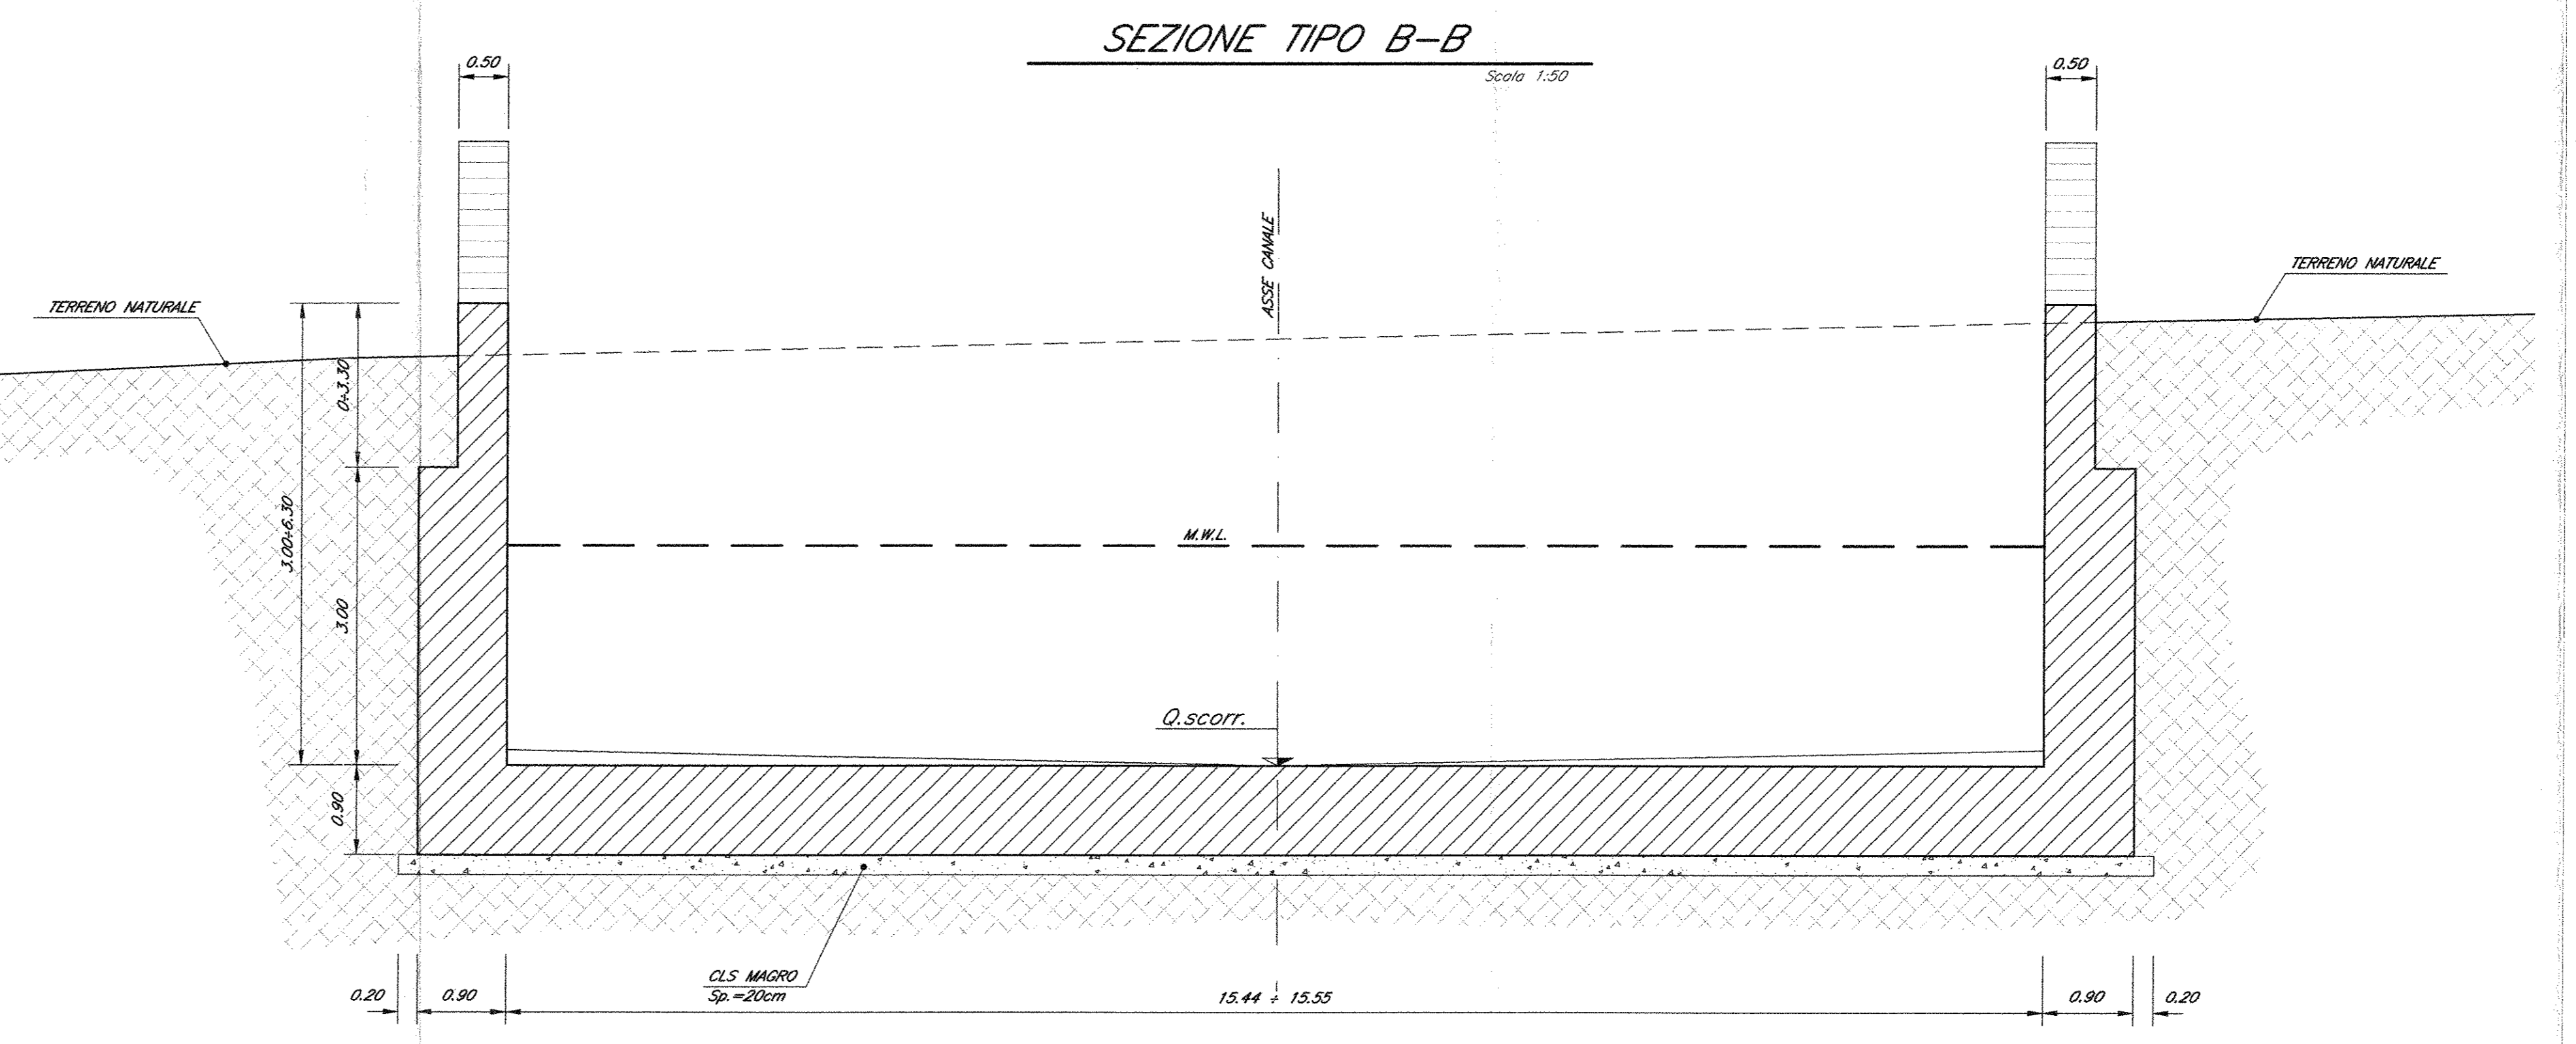 SEZIONE TIPO B-B
Scala 1:50
0.50
0.50
ASSE CANALE
TERRENO NATURALE
TERRENO NATURALE
0÷3.30
3.00÷6.30
3.00
M.W.L.
Q.scorr.
0.90
CLS MAGRO
Sp.=20cm
0.20
0.90
15.44 ÷ 15.55
0.90
0.20